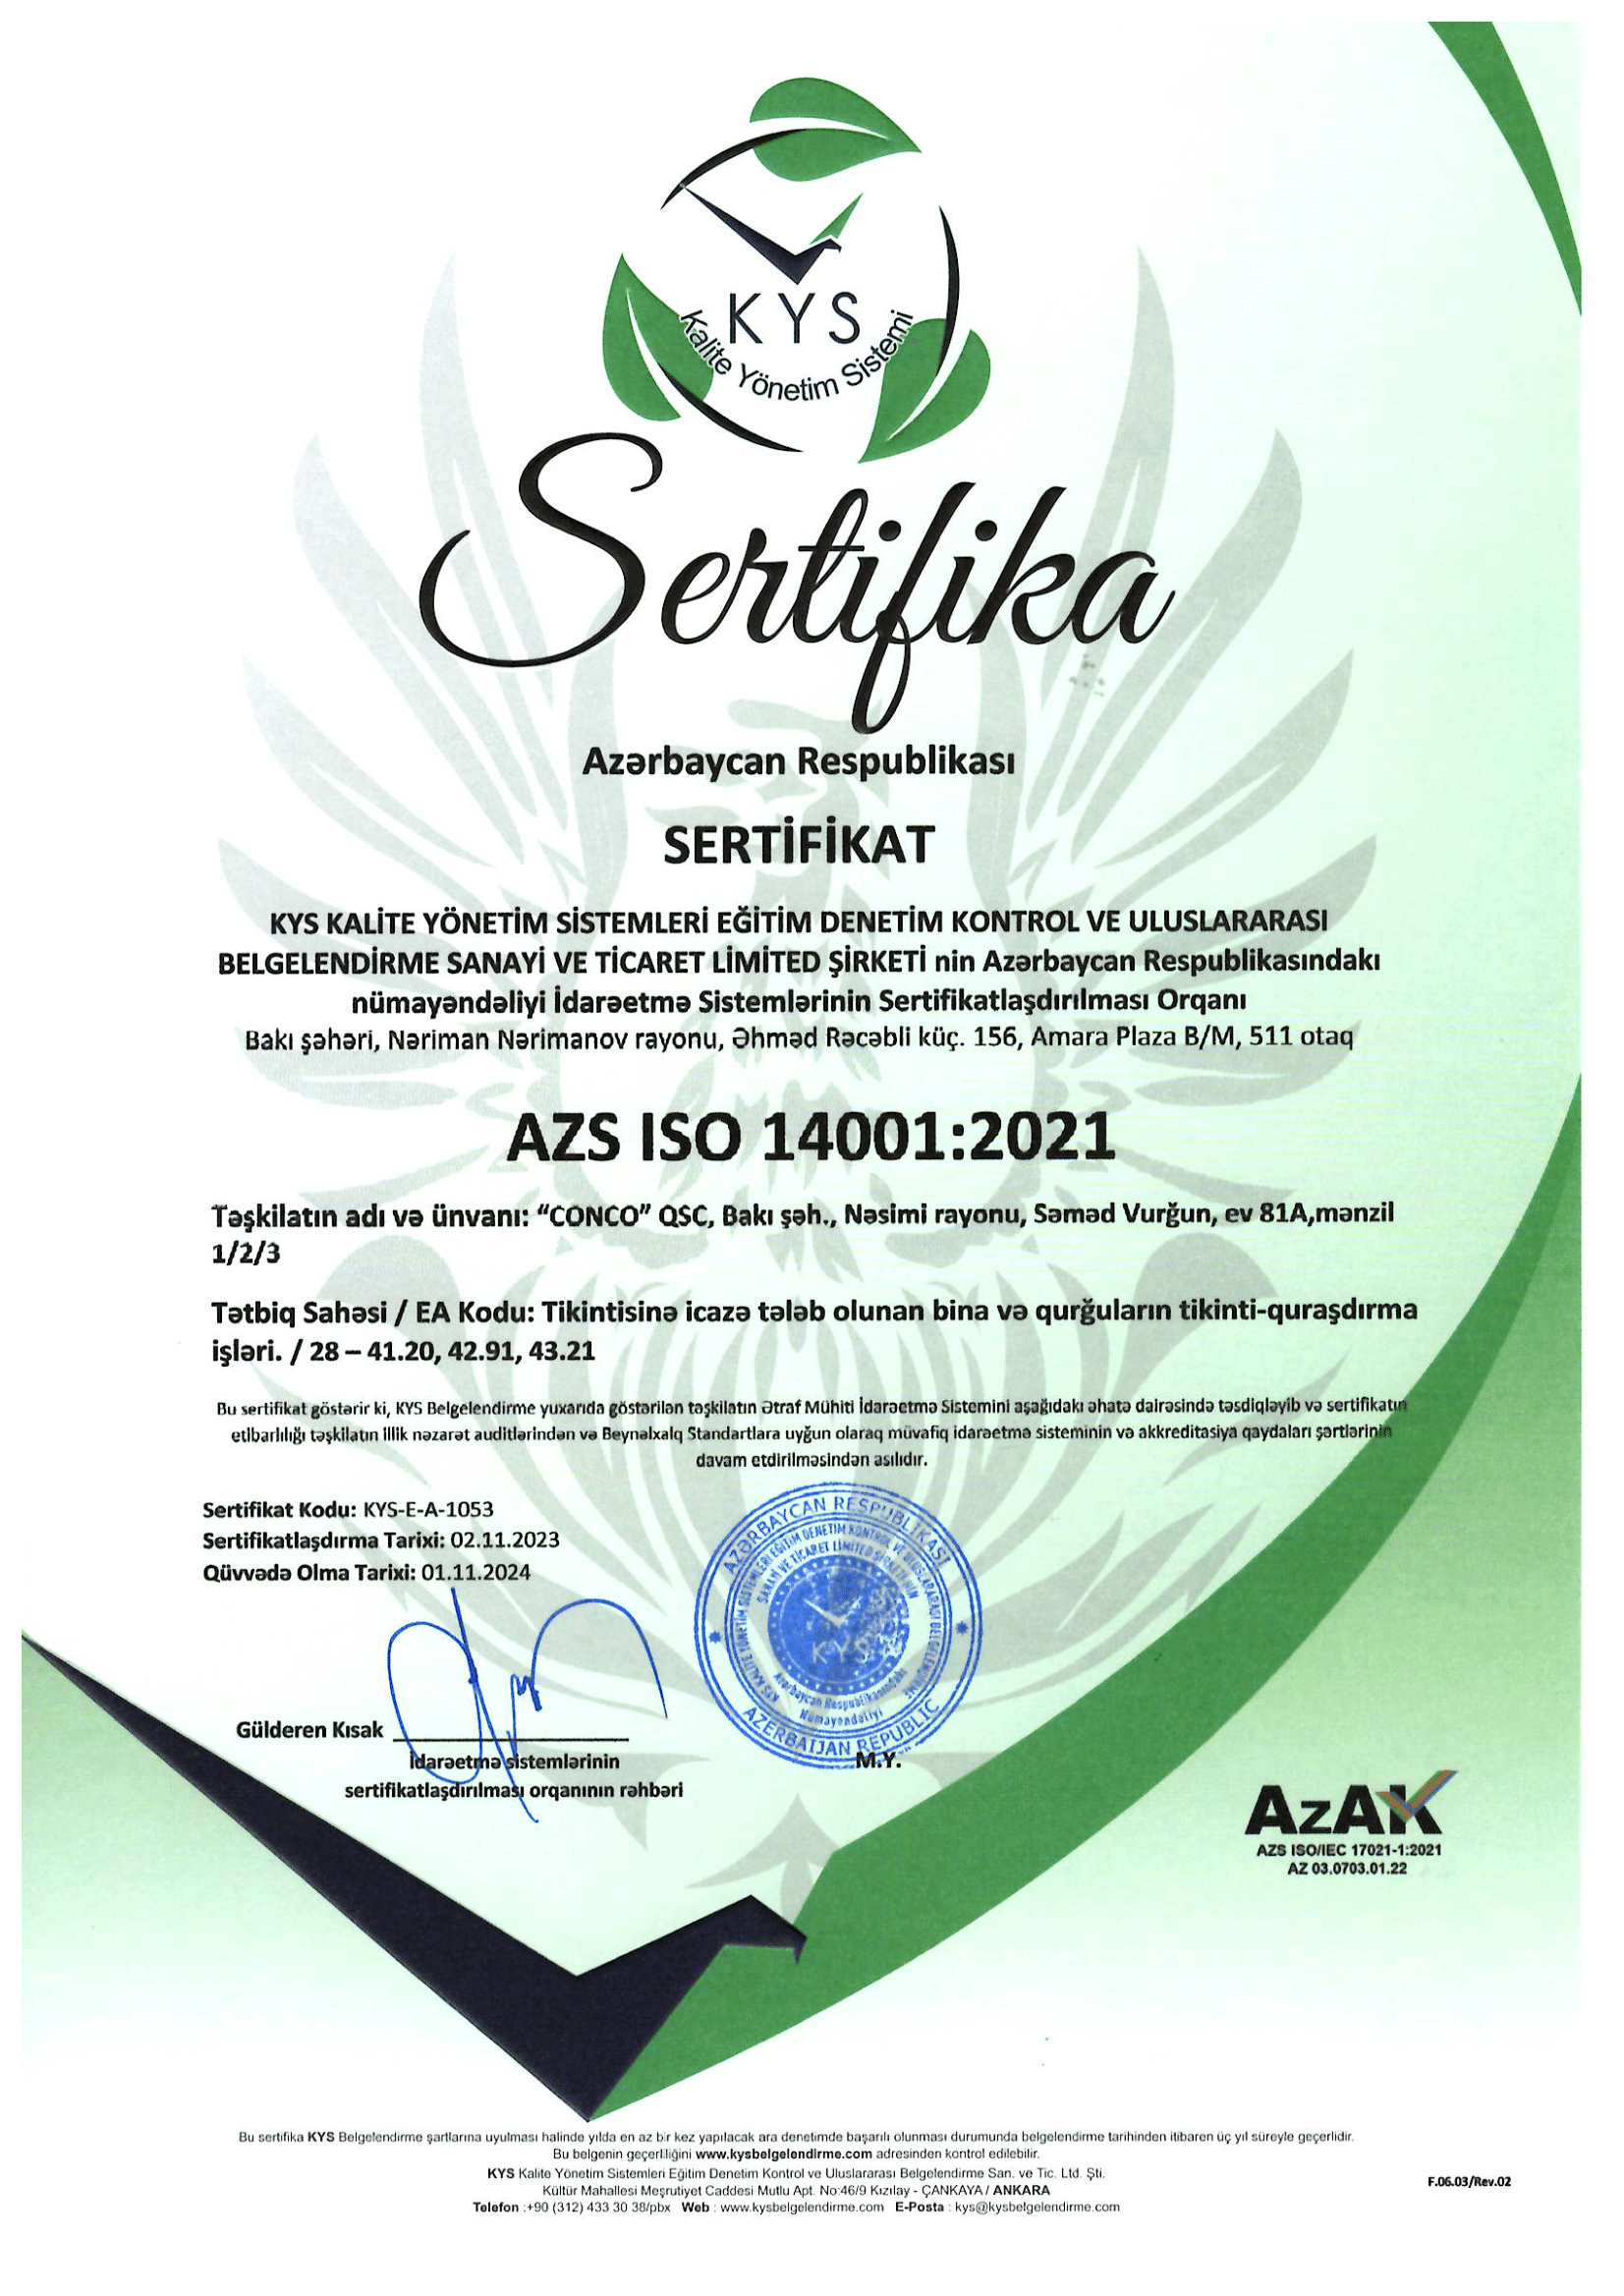 KYS
Kalite Yönetim Sistemi
Sertifika
Azərbaycan Respublikası
SERTİFİKAT
KYS KALİTE YÖNETİM SİSTEMLERİ EĞİTİM DENETİM KONTROL VE ULUSLARARASI
BELGELENDİRME SANAYİ VE TİCARET LİMİTED ŞİRKETİ nin Azərbaycan Respublikasındakı
nümayəndəliyi İdarəetmə Sistemlərinin Sertifikatlaşdırılması Orqanı
Bakı şəhəri, Nəriman Nərimanov rayonu, Əhməd Rəcəbli küç. 156, Amara Plaza B/M, 511 otaq
AZS ISO 14001:2021
Təşkilatın adı və ünvanı: “CONCO” QSC, Bakı şəh., Nəsimi rayonu, Səməd Vurğun, ev 81A,mənzil
1/2/3
Tətbiq Sahəsi / EA Kodu: Tikintisinə icazə tələb olunan bina və qurğuların tikinti-quraşdırma
işləri. / 28 – 41.20, 42.91, 43.21
Bu sertifikat göstərir ki, KYS Belgelendirme yuxarıda göstərilən təşkilatın Ətraf Mühiti İdarəetmə Sistemini aşağıdakı əhatə dairəsində təsdiqləyib və sertifikatın
etibarlılığı təşkilatın illik nəzarət auditlərindən və Beynəlxalq Standartlara uyğun olaraq müvafiq idarəetmə sisteminin və akkreditasiya qaydaları şərtlərinin
davam etdirilməsindən asılıdır.
Sertifikat Kodu: KYS-E-A-1053
Sertifikatlaşdırma Tarixi: 02.11.2023
Qüvvədə Olma Tarixi: 01.11.2024
AZƏRBAYCAN RESPUBLİKASI
KYS KALİTE YÖNETİM SİSTEMLERİ EĞİTİM DENETİM KONTROL VE ULUSLARARASI BELGELENDİRME
SANAYİ VE TİCARET LİMİTED ŞİRKETİ'NİN
KYS
Azərbaycan Respublikasındakı
Nümayəndəliyi
AZERBAIJAN REPUBLIC
Gülderen Kısak
M.Y.
İdarəetmə sistemlərinin
sertifikatlaşdırılması orqanının rəhbəri
AzAK
AZS ISO/IEC 17021-1:2021
AZ 03.0703.01.22
Bu sertifika KYS Belgelendirme şartlarına uyulması halinde yılda en az bir kez yapılacak ara denetimde başarılı olunması durumunda belgelendirme tarihinden itibaren üç yıl süreyle geçerlidir.
Bu belgenin geçerliliğini www.kysbelgelendirme.com adresinden kontrol edilebilir.
KYS Kalite Yönetim Sistemleri Eğitim Denetim Kontrol ve Uluslararası Belgelendirme San. ve Tic. Ltd. Şti.
Kültür Mahallesi Meşrutiyet Caddesi Mutlu Apt. No:46/9 Kızılay - ÇANKAYA / ANKARA
Telefon :+90 (312) 433 30 38/pbx Web : www.kysbelgelendirme.com E-Posta : kys@kysbelgelendirme.com
F.06.03/Rev.02